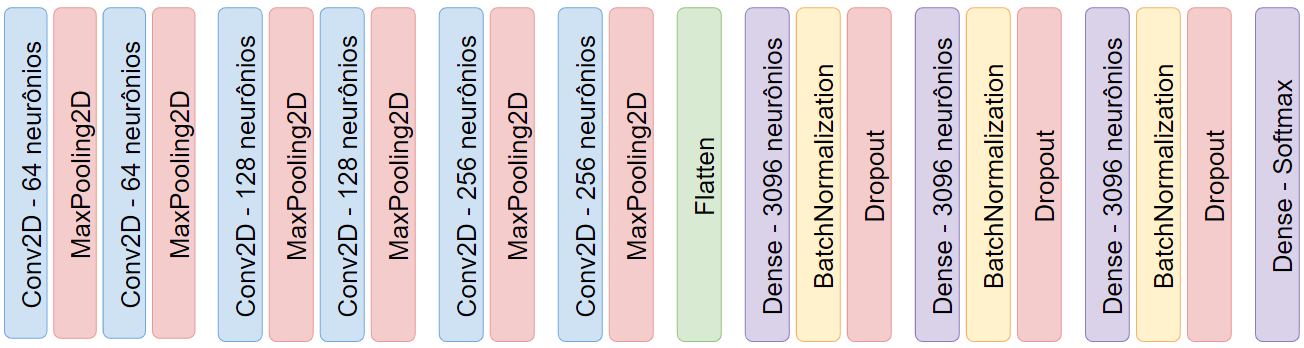 Conv2D - 64 neurônios
MaxPooling2D
Conv2D - 64 neurônios
MaxPooling2D
Conv2D - 128 neurônios
MaxPooling2D
Conv2D - 128 neurônios
MaxPooling2D
Conv2D - 256 neurônios
MaxPooling2D
Conv2D - 256 neurônios
MaxPooling2D
Flatten
Dense - 3096 neurônios
BatchNormalization
Dropout
Dense - 3096 neurônios
BatchNormalization
Dropout
Dense - 3096 neurônios
BatchNormalization
Dropout
Dense - Softmax